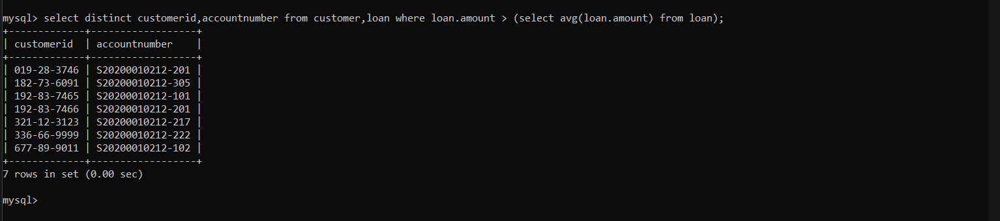 mysql> select distinct customerid,accountnumber from customer,loan where loan.amount > (select avg(loan.amount) from loan);
+-------------+------------------+
| customerid  | accountnumber    |
+-------------+------------------+
| 019-28-3746 | S20200010212-201 |
| 182-73-6091 | S20200010212-305 |
| 192-83-7465 | S20200010212-101 |
| 192-83-7466 | S20200010212-201 |
| 321-12-3123 | S20200010212-217 |
| 336-66-9999 | S20200010212-222 |
| 677-89-9011 | S20200010212-102 |
+-------------+------------------+
7 rows in set (0.00 sec)
mysql>